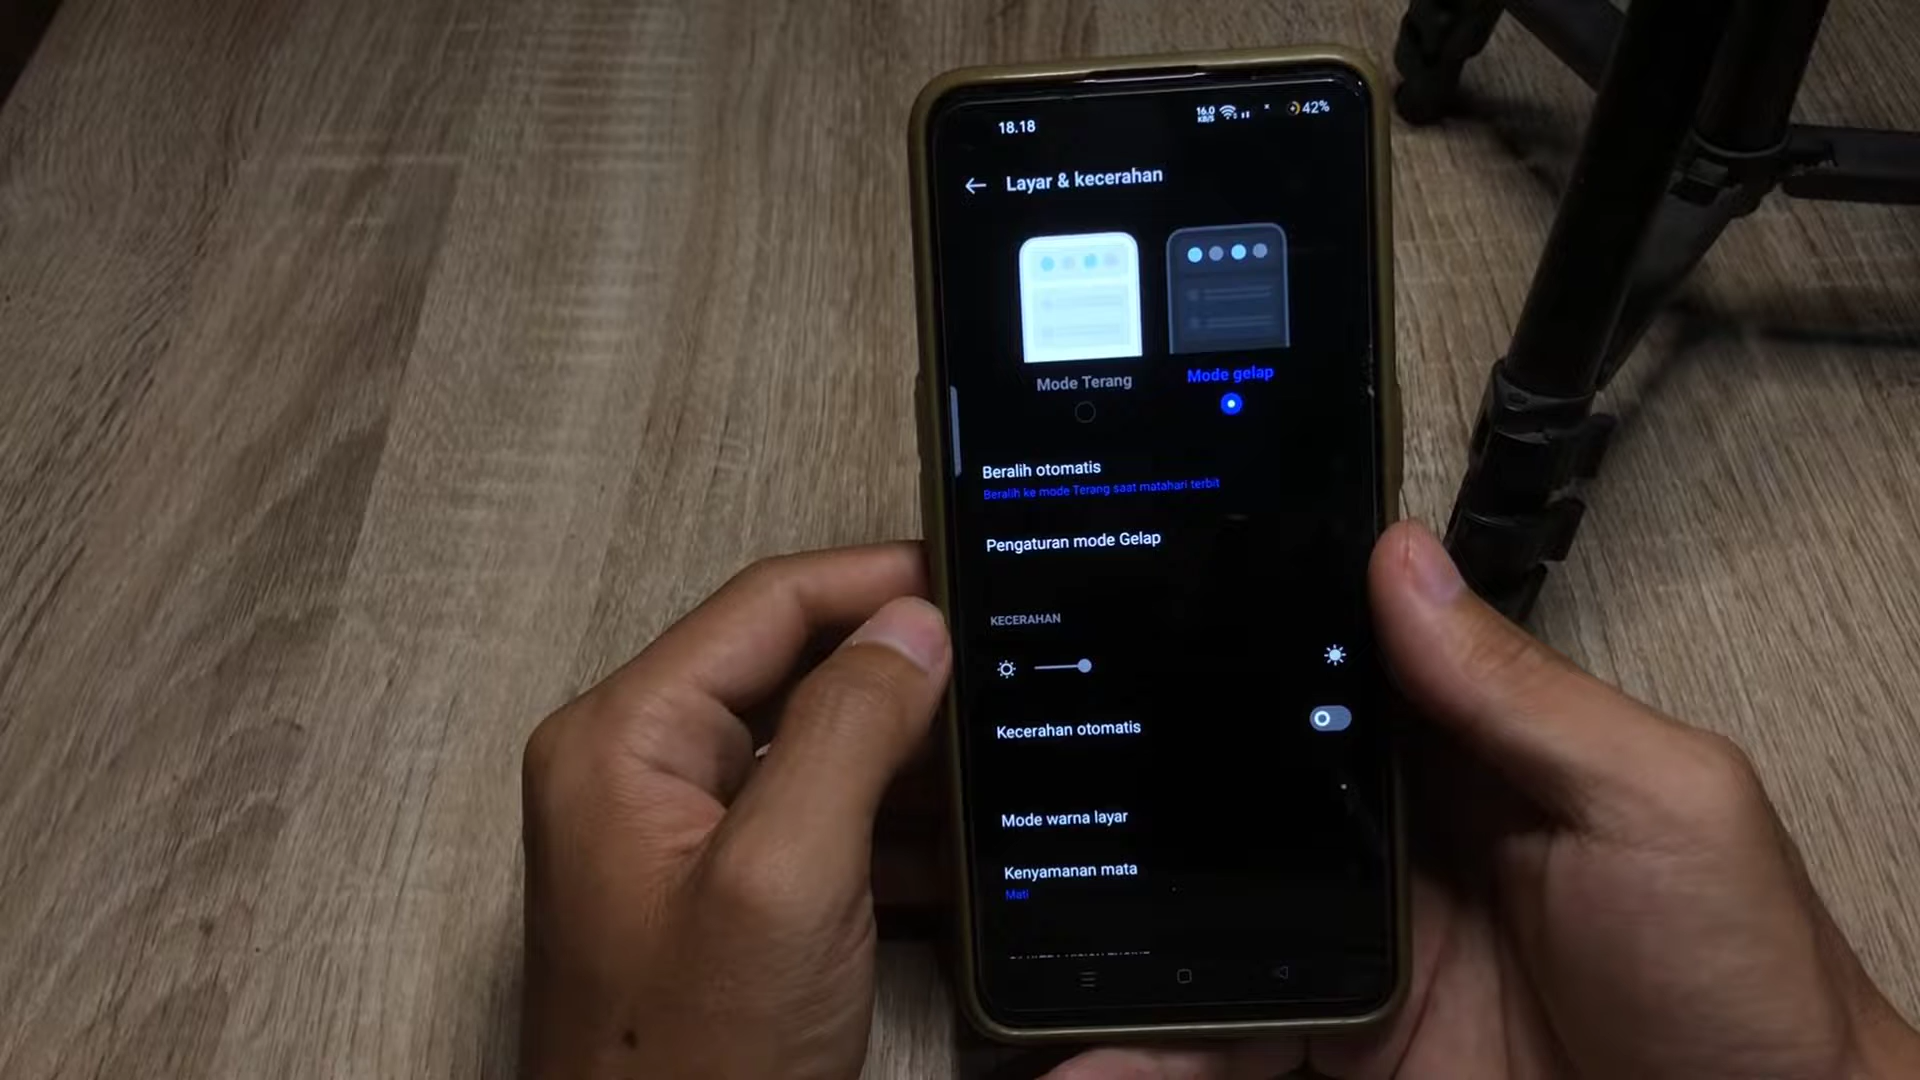 18.18
16.0
KB/S
42%
Layar & kecerahan
Mode Terang
Mode gelap
Beralih otomatis
Beralih ke mode Terang saat matahari terbit
Pengaturan mode Gelap
KECERAHAN
Kecerahan otomatis
Mode warna layar
Kenyamanan mata
Mati